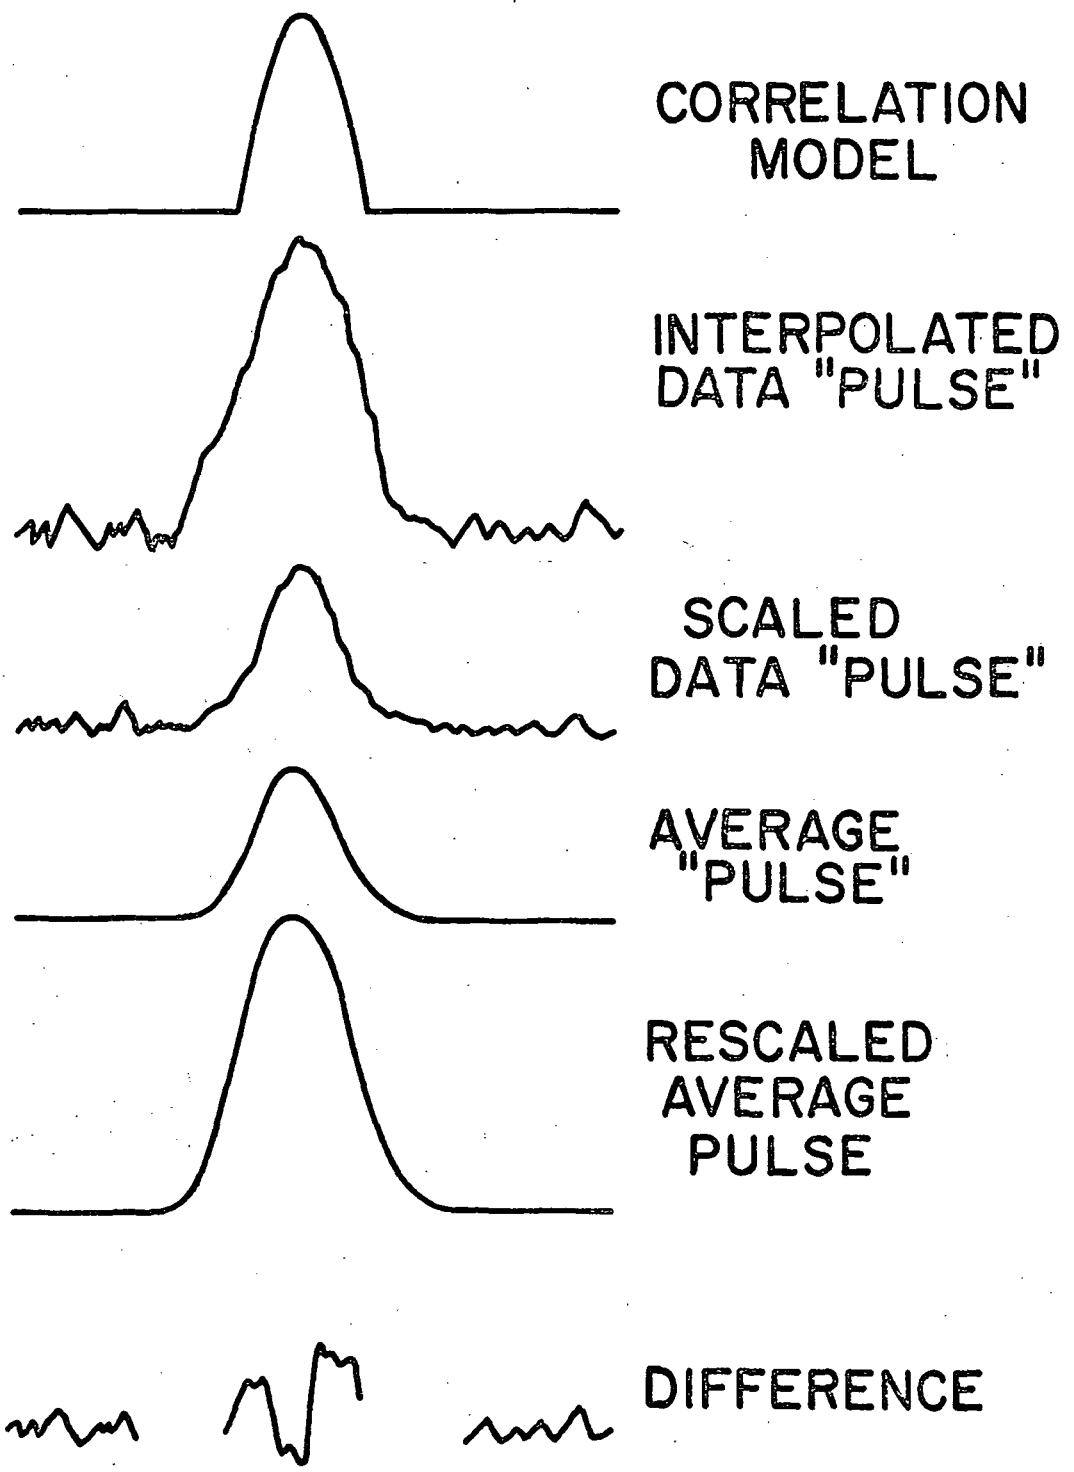 CORRELATION
MODEL
INTERPOLATED
DATA "PULSE"
SCALED
DATA "PULSE"
AVERAGE
"PULSE"
RESCALED
AVERAGE
PULSE
DIFFERENCE